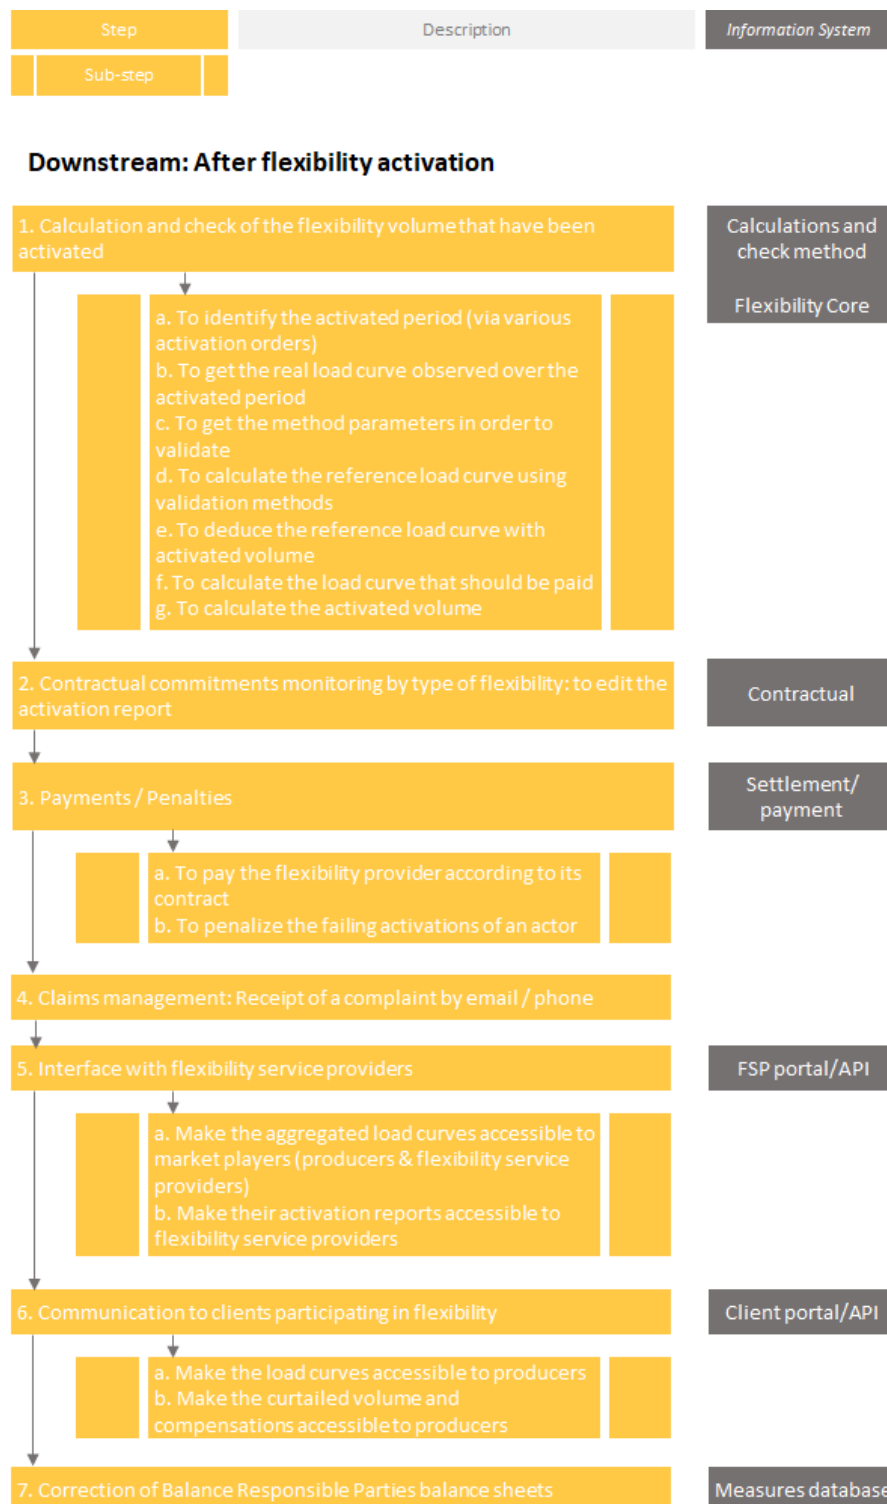 Step
Description
Information System
Sub-step
Downstream: After flexibility activation
1. Calculation and check of the flexibility volume that have been
activated
Calculations and
check method
Flexibility Core
a. To identify the activated period (via various
activation orders)
b. To get the real load curve observed over the
activated period
c. To get the method parameters in order to
validate
d. To calculate the reference load curve using
validation methods
e. To deduce the reference load curve with
activated volume
f. To calculate the load curve that should be paid
g. To calculate the activated volume
2. Contractual commitments monitoring by type of flexibility: to edit the
activation report
Contractual
3. Payments / Penalties
Settlement/
payment
a. To pay the flexibility provider according to its
contract
b. To penalize the failing activations of an actor
4. Claims management: Receipt of a complaint by email / phone
5. Interface with flexibility service providers
FSP portal/API
a. Make the aggregated load curves accessible to
market players (producers & flexibility service
providers)
b. Make their activation reports accessible to
flexibility service providers
6. Communication to clients participating in flexibility
Client portal/API
a. Make the load curves accessible to producers
b. Make the curtailed volume and
compensations accessible to producers
7. Correction of Balance Responsible Parties balance sheets
Measures database